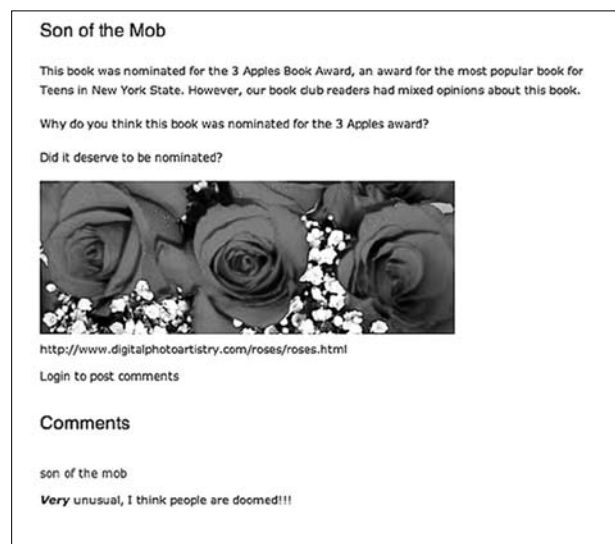 Son of the Mob
This book was nominated for the 3 Apples Book Award, an award for the most popular book for
Teens in New York State. However, our book club readers had mixed opinions about this book.
Why do you think this book was nominated for the 3 Apples award?
Did it deserve to be nominated?
http://www.digitalphotoartistry.com/roses/roses.html
Login to post comments
Comments
son of the mob
Very unusual, I think people are doomed!!!